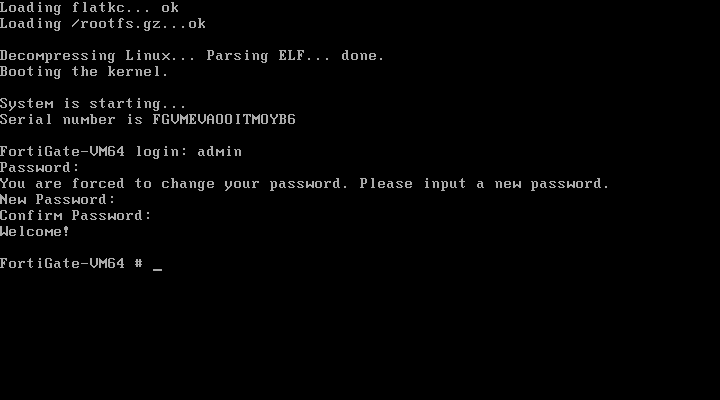 Loading flatkc... ok
Loading /rootfs.gz...ok
Decompressing Linux... Parsing ELF... done.
Booting the kernel.
System is starting...
Serial number is FGVMEVAOOITMOYB6
FortiGate-VM64 login: admin
Password:
You are forced to change your password. Please input a new password.
New Password:
Confirm Password:
Welcome!
FortiGate-VM64 # _